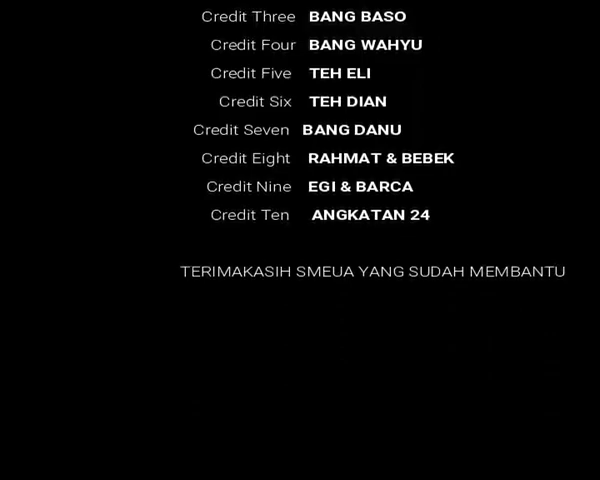 Credit Three BANG BASO
Credit Four BANG WAHYU
Credit Five TEH ELI
Credit Six TEH DIAN
Credit Seven BANG DANU
Credit Eight RAHMAT & BEBEK
Credit Nine EGI & BARCA
Credit Ten ANGKATAN 24
TERIMAKASIH SMEUA YANG SUDAH MEMBANTU